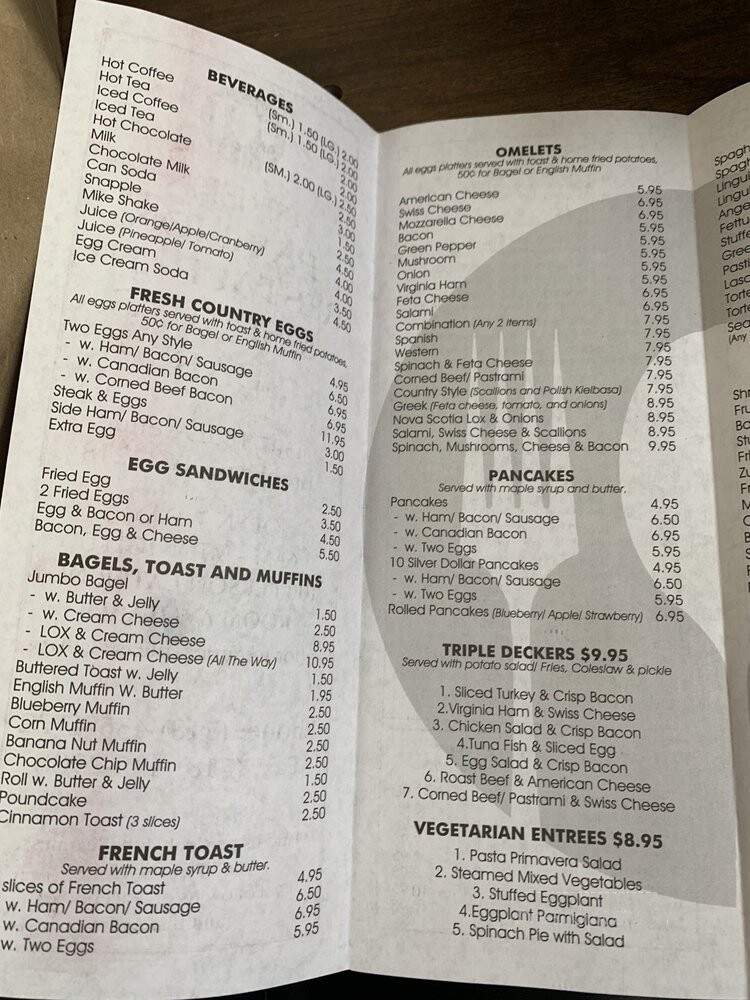 BEVERAGES
Hot Coffee (Sm.) 1.50 (LG.) 2.00
Hot Tea (Sm.) 1.50 (LG.) 2.00
Iced Coffee 2.00
Iced Tea 2.00
Hot Chocolate (SM.) 2.00 (LG.) 2.50
Milk 2.50
Chocolate Milk 3.00
Can Soda 1.50
Snapple 2.50
Mike Shake 4.50
Juice (Orange/Apple/Cranberry) 4.00
Juice (Pineapple/ Tomato) 4.00
Egg Cream 3.50
Ice Cream Soda 4.50
FRESH COUNTRY EGGS
All eggs platters served with toast & home fried potatoes,
50¢ for Bagel or English Muffin
Two Eggs Any Style 4.95
- w. Ham/ Bacon/ Sausage 6.50
- w. Canadian Bacon 6.95
- w. Corned Beef Bacon 6.95
Steak & Eggs 11.95
Side Ham/ Bacon/ Sausage 3.00
Extra Egg 1.50
EGG SANDWICHES
Fried Egg 2.50
2 Fried Eggs 3.50
Egg & Bacon or Ham 4.50
Bacon, Egg & Cheese 5.50
BAGELS, TOAST AND MUFFINS
Jumbo Bagel
- w. Butter & Jelly 1.50
- w. Cream Cheese 2.50
- LOX & Cream Cheese 8.95
- LOX & Cream Cheese (All The Way) 10.95
Buttered Toast w. Jelly 1.50
English Muffin W. Butter 1.95
Blueberry Muffin 2.50
Corn Muffin 2.50
Banana Nut Muffin 2.50
Chocolate Chip Muffin 2.50
Roll w. Butter & Jelly 1.50
Poundcake 2.50
Cinnamon Toast (3 slices) 2.50
FRENCH TOAST
Served with maple syrup & butter.
slices of French Toast 4.95
w. Ham/ Bacon/ Sausage 6.50
w. Canadian Bacon 6.95
w. Two Eggs 5.95
OMELETS
All eggs platters served with toast & home fried potatoes,
50¢ for Bagel or English Muffin
American Cheese 5.95
Swiss Cheese 6.95
Mozzarella Cheese 6.95
Bacon 5.95
Green Pepper 5.95
Mushroom 5.95
Onion 5.95
Virginia Ham 5.95
Feta Cheese 6.95
Salami 6.95
Combination (Any 2 Items) 7.95
Spanish 7.95
Western 7.95
Spinach & Feta Cheese 7.95
Corned Beef/ Pastrami 7.95
Country Style (Scallions and Polish Kielbasa) 7.95
Greek (Feta cheese, tomato, and onions) 8.95
Nova Scotia Lox & Onions 8.95
Salami, Swiss Cheese & Scallions 8.95
Spinach, Mushrooms, Cheese & Bacon 9.95
PANCAKES
Served with maple syrup and butter.
Pancakes 4.95
- w. Ham/ Bacon/ Sausage 6.50
- w. Canadian Bacon 6.95
- w. Two Eggs 5.95
10 Silver Dollar Pancakes 4.95
- w. Ham/ Bacon/ Sausage 6.50
- w. Two Eggs 5.95
Rolled Pancakes (Blueberry/ Apple/ Strawberry) 6.95
TRIPLE DECKERS $9.95
Served with potato salad/ Fries, Coleslaw & pickle
1. Sliced Turkey & Crisp Bacon
2.Virginia Ham & Swiss Cheese
3. Chicken Salad & Crisp Bacon
4.Tuna Fish & Sliced Egg
5. Egg Salad & Crisp Bacon
6. Roast Beef & American Cheese
7. Corned Beef/ Pastrami & Swiss Cheese
VEGETARIAN ENTREES $8.95
1. Pasta Primavera Salad
2. Steamed Mixed Vegetables
3. Stuffed Eggplant
4.Eggplant Parmigiana
5. Spinach Pie with Salad